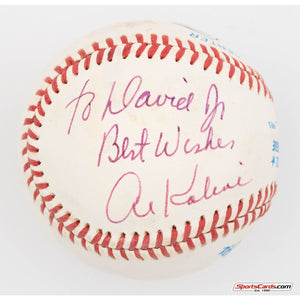 To David Jr
Best Wishes
Al Kaline
SportsCards.com